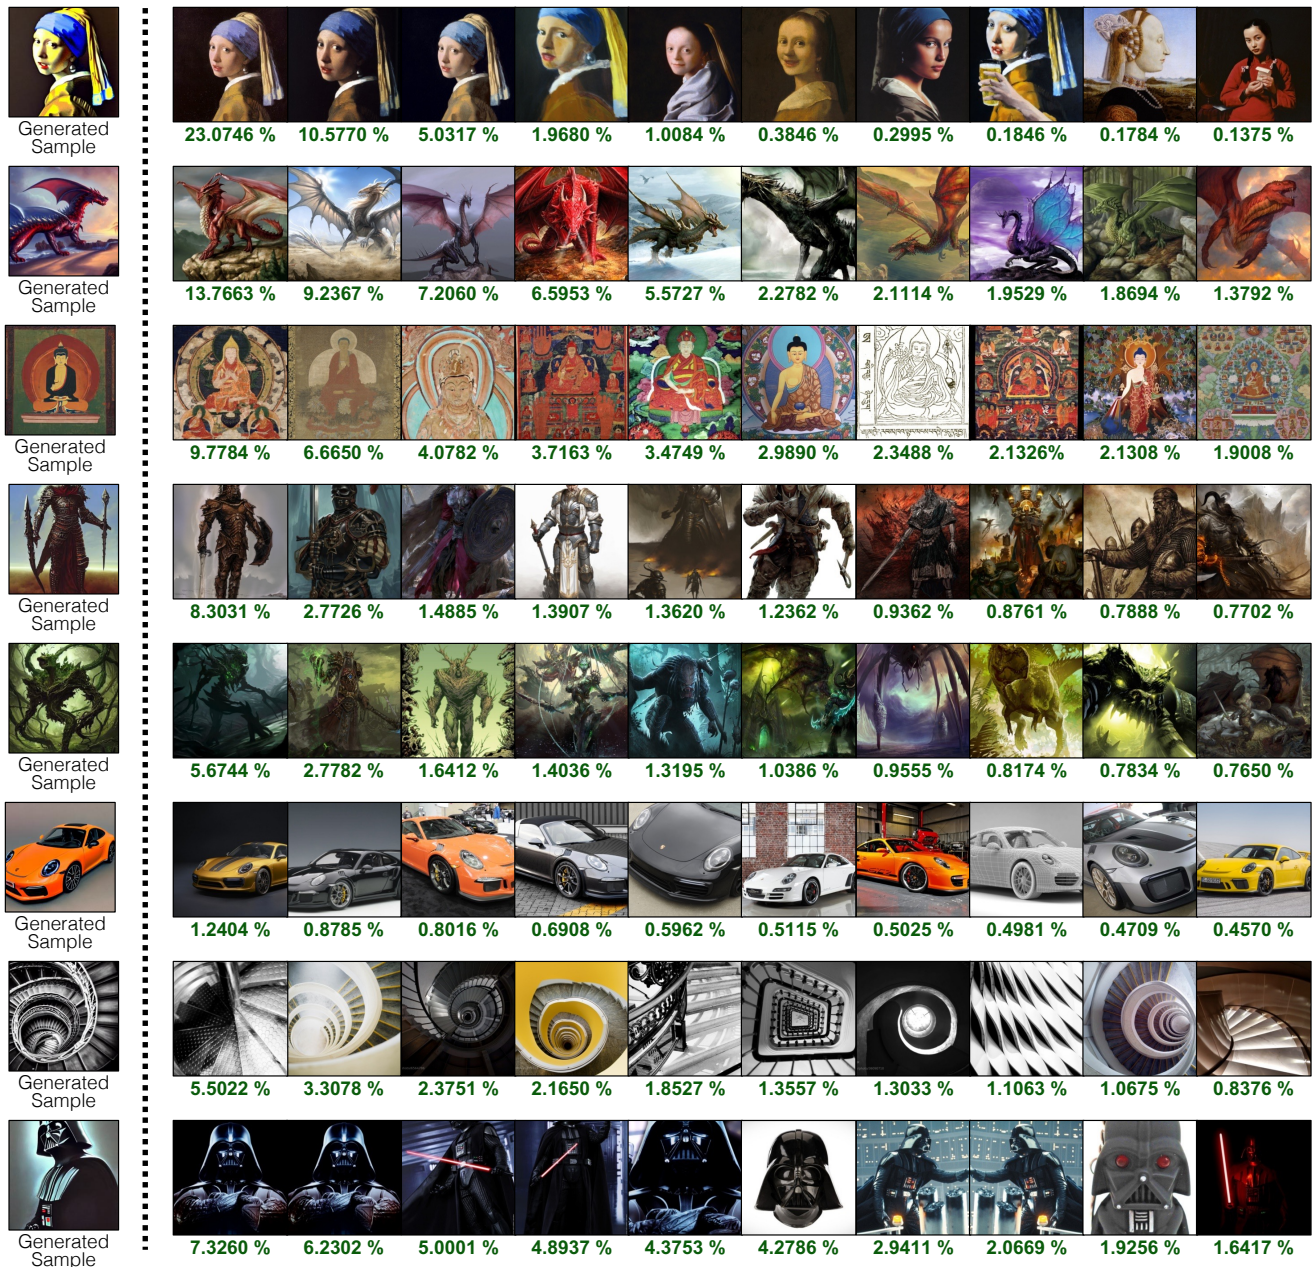 Generated
Sample
23.0746 % 10.5770 % 5.0317 % 1.9680 % 1.0084 % 0.3846 % 0.2995 % 0.1846 % 0.1784 % 0.1375 %
Generated
Sample
13.7663 % 9.2367 % 7.2060 % 6.5953 % 5.5727 % 2.2782 % 2.1114 % 1.9529 % 1.8694 % 1.3792 %
Generated
Sample
9.7784 % 6.6650 % 4.0782 % 3.7163 % 3.4749 % 2.9890 % 2.3488 % 2.1326% 2.1308 % 1.9008 %
Generated
Sample
8.3031 % 2.7726 % 1.4885 % 1.3907 % 1.3620 % 1.2362 % 0.9362 % 0.8761 % 0.7888 % 0.7702 %
Generated
Sample
5.6744 % 2.7782 % 1.6412 % 1.4036 % 1.3195 % 1.0386 % 0.9555 % 0.8174 % 0.7834 % 0.7650 %
Generated
Sample
1.2404 % 0.8785 % 0.8016 % 0.6908 % 0.5962 % 0.5115 % 0.5025 % 0.4981 % 0.4709 % 0.4570 %
Generated
Sample
5.5022 % 3.3078 % 2.3751 % 2.1650 % 1.8527 % 1.3557 % 1.3033 % 1.1063 % 1.0675 % 0.8376 %
Generated
Sample
7.3260 % 6.2302 % 5.0001 % 4.8937 % 4.3753 % 4.2786 % 2.9411 % 2.0669 % 1.9256 % 1.6417 %